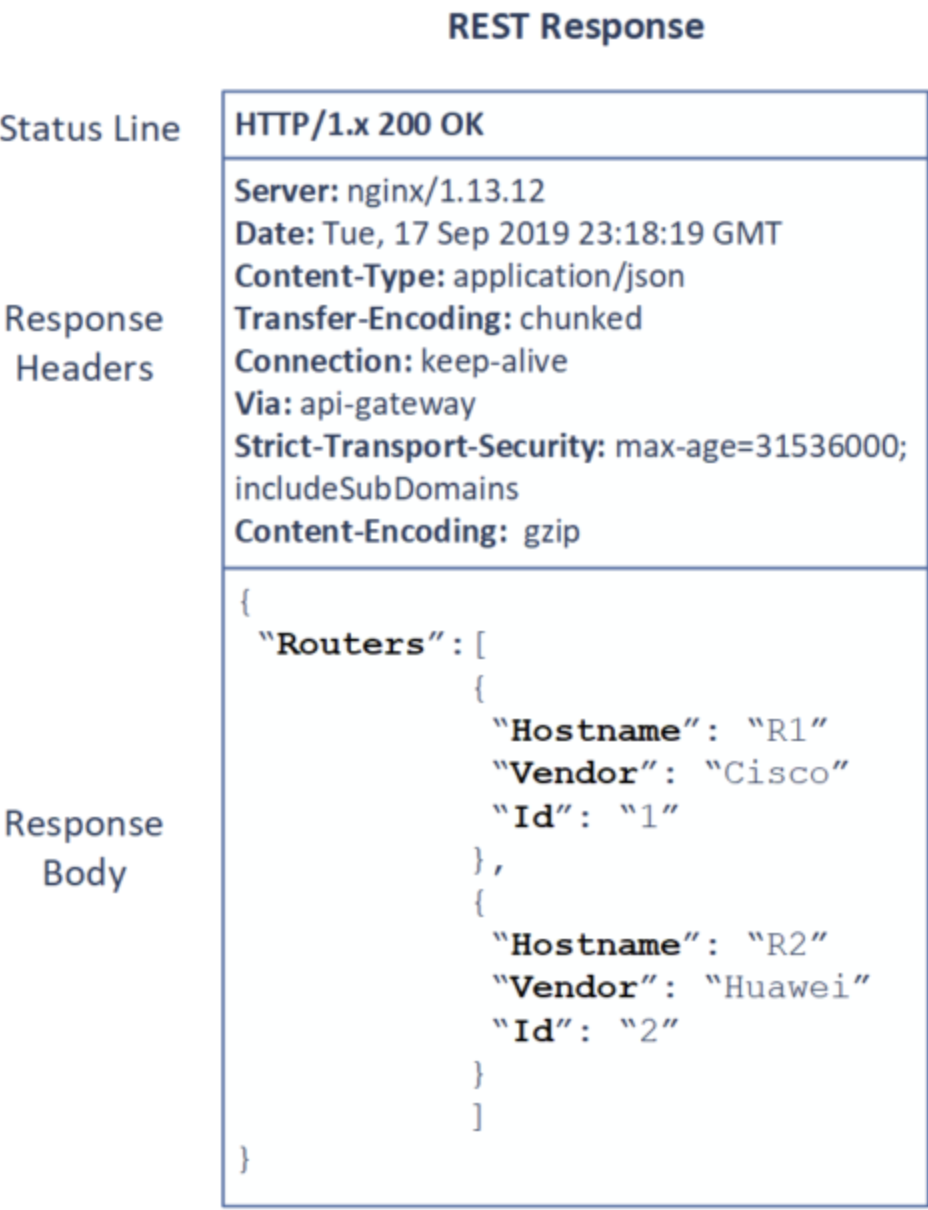 REST Response
Status Line
HTTP/1.x 200 OK
Response
Headers
Server: nginx/1.13.12
Date: Tue, 17 Sep 2019 23:18:19 GMT
Content-Type: application/json
Transfer-Encoding: chunked
Connection: keep-alive
Via: api-gateway
Strict-Transport-Security: max-age=31536000;
includeSubDomains
Content-Encoding: gzip
Response
Body
{
“Routers”:[
{
“Hostname”: “R1”
“Vendor”: “Cisco”
“Id”: “1”
},
{
“Hostname”: “R2”
“Vendor”: “Huawei”
“Id”: “2”
}
]
}